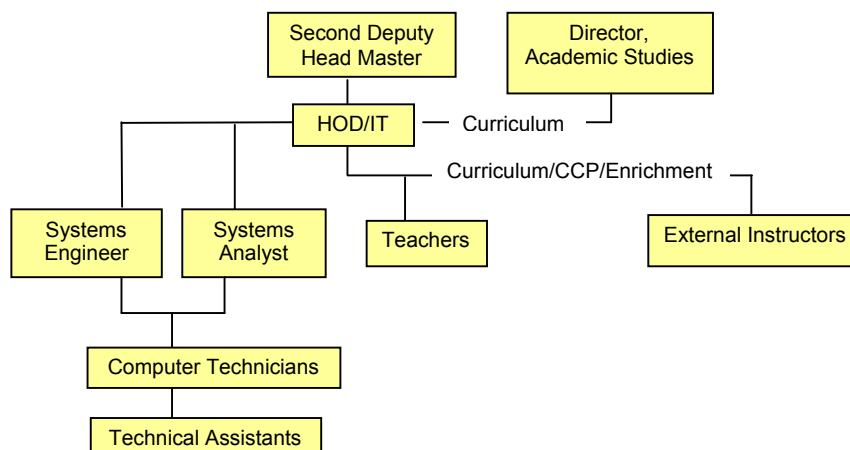 Second Deputy
Head Master
Director,
Academic Studies
HOD/IT
Curriculum
Curriculum/CCP/Enrichment
Systems
Engineer
Systems
Analyst
Teachers
External Instructors
Computer Technicians
Technical Assistants